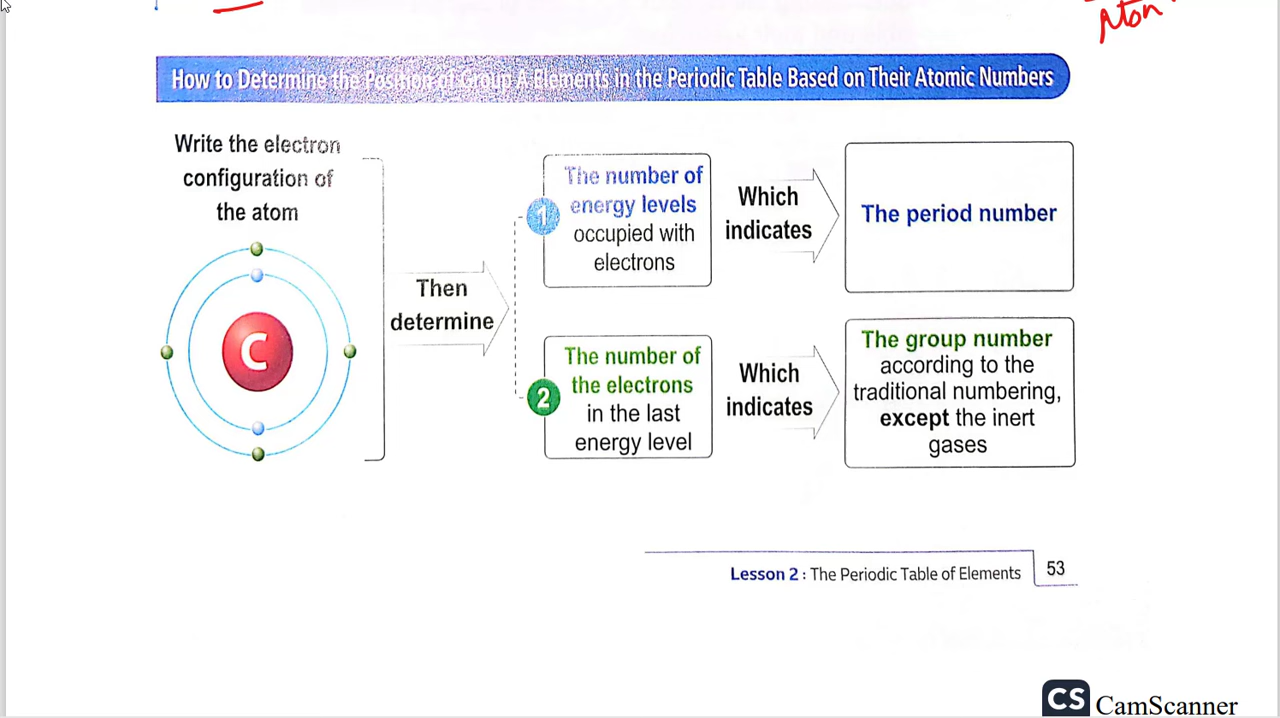 Non
How to Determine the Position of Group A Elements in the Periodic Table Based on Their Atomic Numbers
Write the electron
configuration of
the atom
C
Then
determine
1
The number of
energy levels
occupied with
electrons
Which
indicates
The period number
2
The number of
the electrons
in the last
energy level
Which
indicates
The group number
according to the
traditional numbering,
except the inert
gases
Lesson 2 : The Periodic Table of Elements
53
CS CamScanner